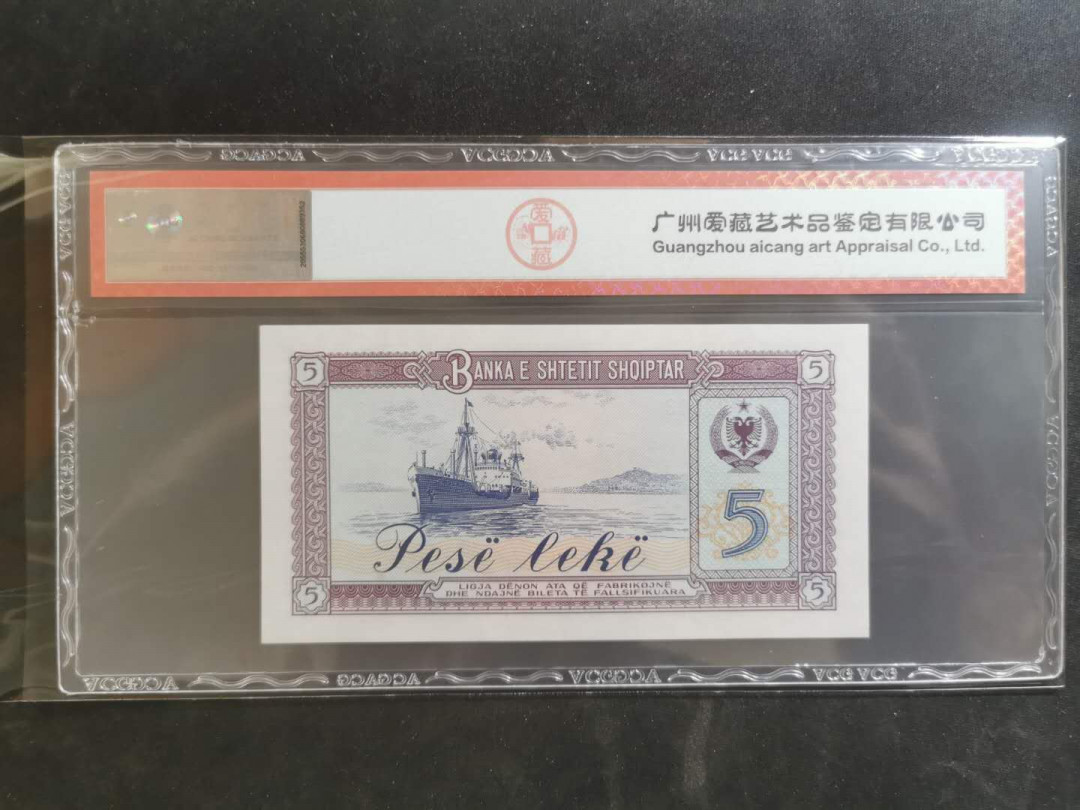 爱藏
广州爱藏艺术品鉴定有限公司
Guangzhou aicang art Appraisal Co., Ltd.
5 BANKA E SHTETIT SHQIPTAR 5
5
Pesë lekë
LIGJA DËNON ATA QË FABRIKOJNË
DHE NDAJNË BILETA TË FALLSIFIKUARA
5 5